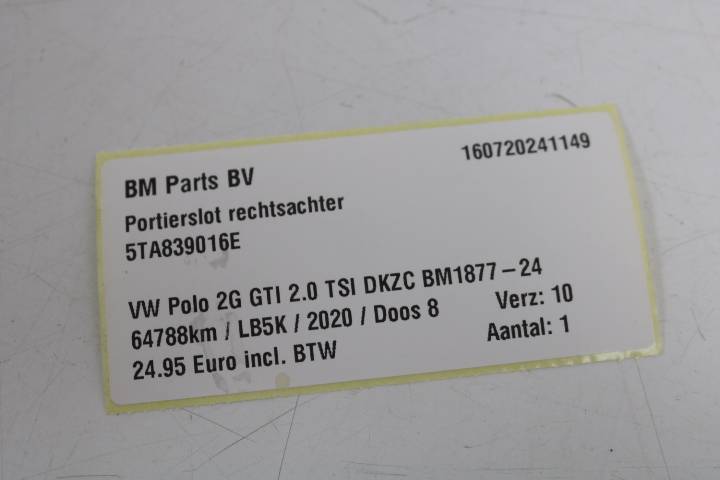 BM Parts BV 160720241149
Portierslot rechtsachter
5TA839016E
VW Polo 2G GTI 2.0 TSI DKZC BM1877-24
64788km / LB5K / 2020 / Doos 8 Verz: 10
24.95 Euro incl. BTW Aantal: 1